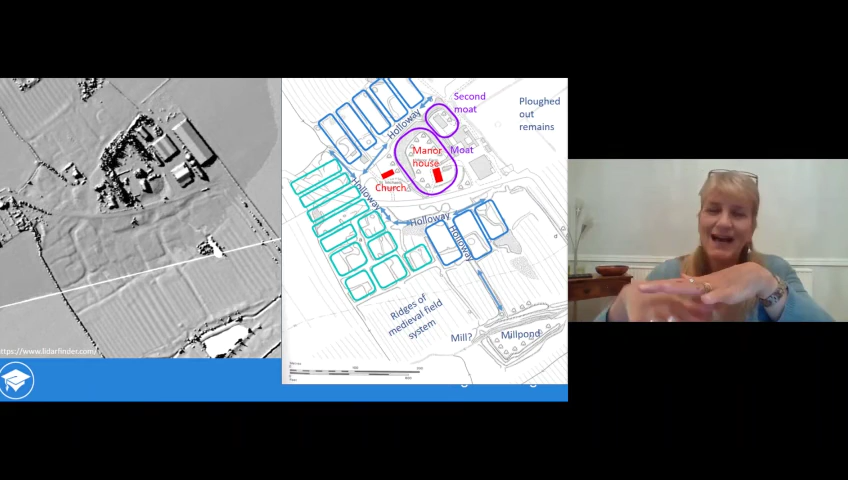 Second
moat
Ploughed
out
remains
Holloway
Manor
house
Moat
Church
Holloway
Holloway
Holloway
Ridges of
medieval field
system
Mill?
Millpond
https://www.lidarfinder.com/